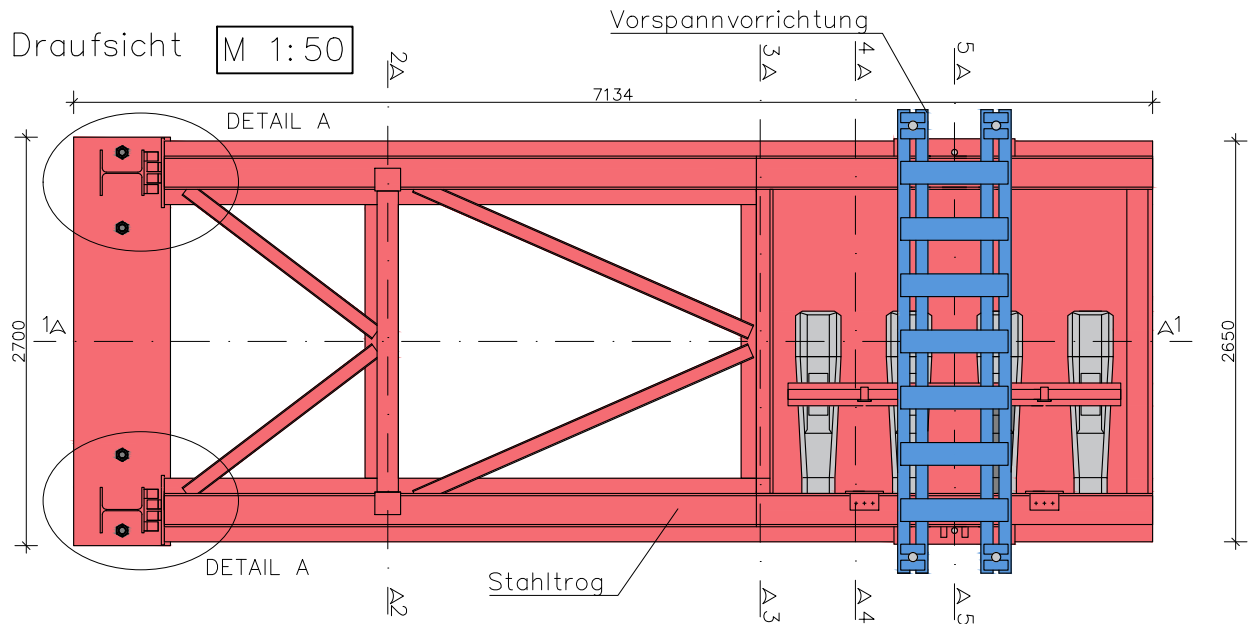 Vorspannvorrichtung
Draufsicht
M 1:50
2A
3A
4A
5A
7134
DETAIL A
1A
A1
2700
2650
DETAIL A
Stahltrog
A2
A3
A4
A5